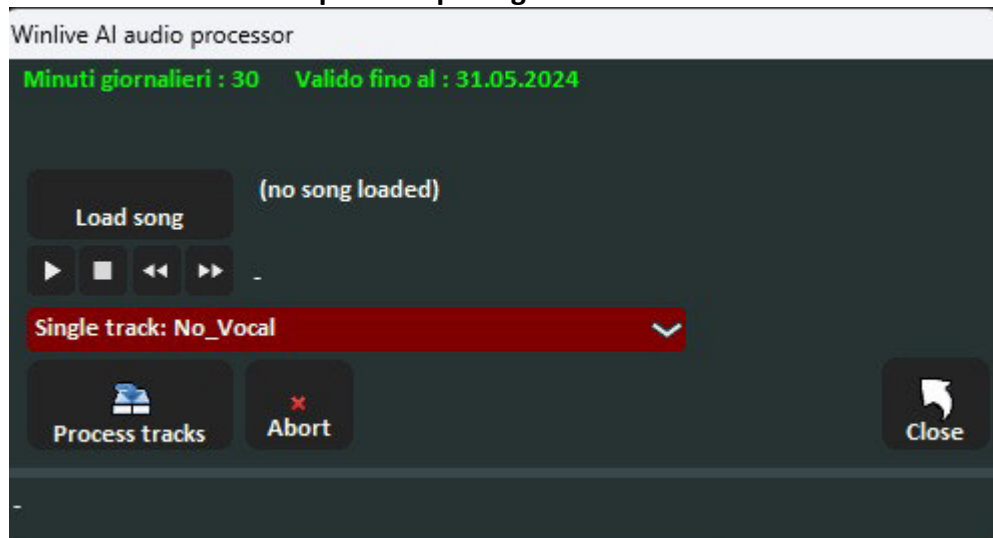 Winlive AI audio processor
Minuti giornalieri : 30 Valido fino al : 31.05.2024
(no song loaded)
Load song
-
Single track: No_Vocal
Process tracks
Abort
Close
-